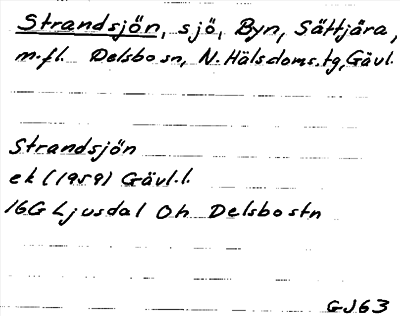 Strandsjön, sjö, Byn, Sättjära,
m.fl. Delsbo sn, N. Hälsdoms.tg, Gävl.
Strandsjön
ek (1959) Gävl.l.
16G Ljusdal Oh Delsbo stn
GJ63